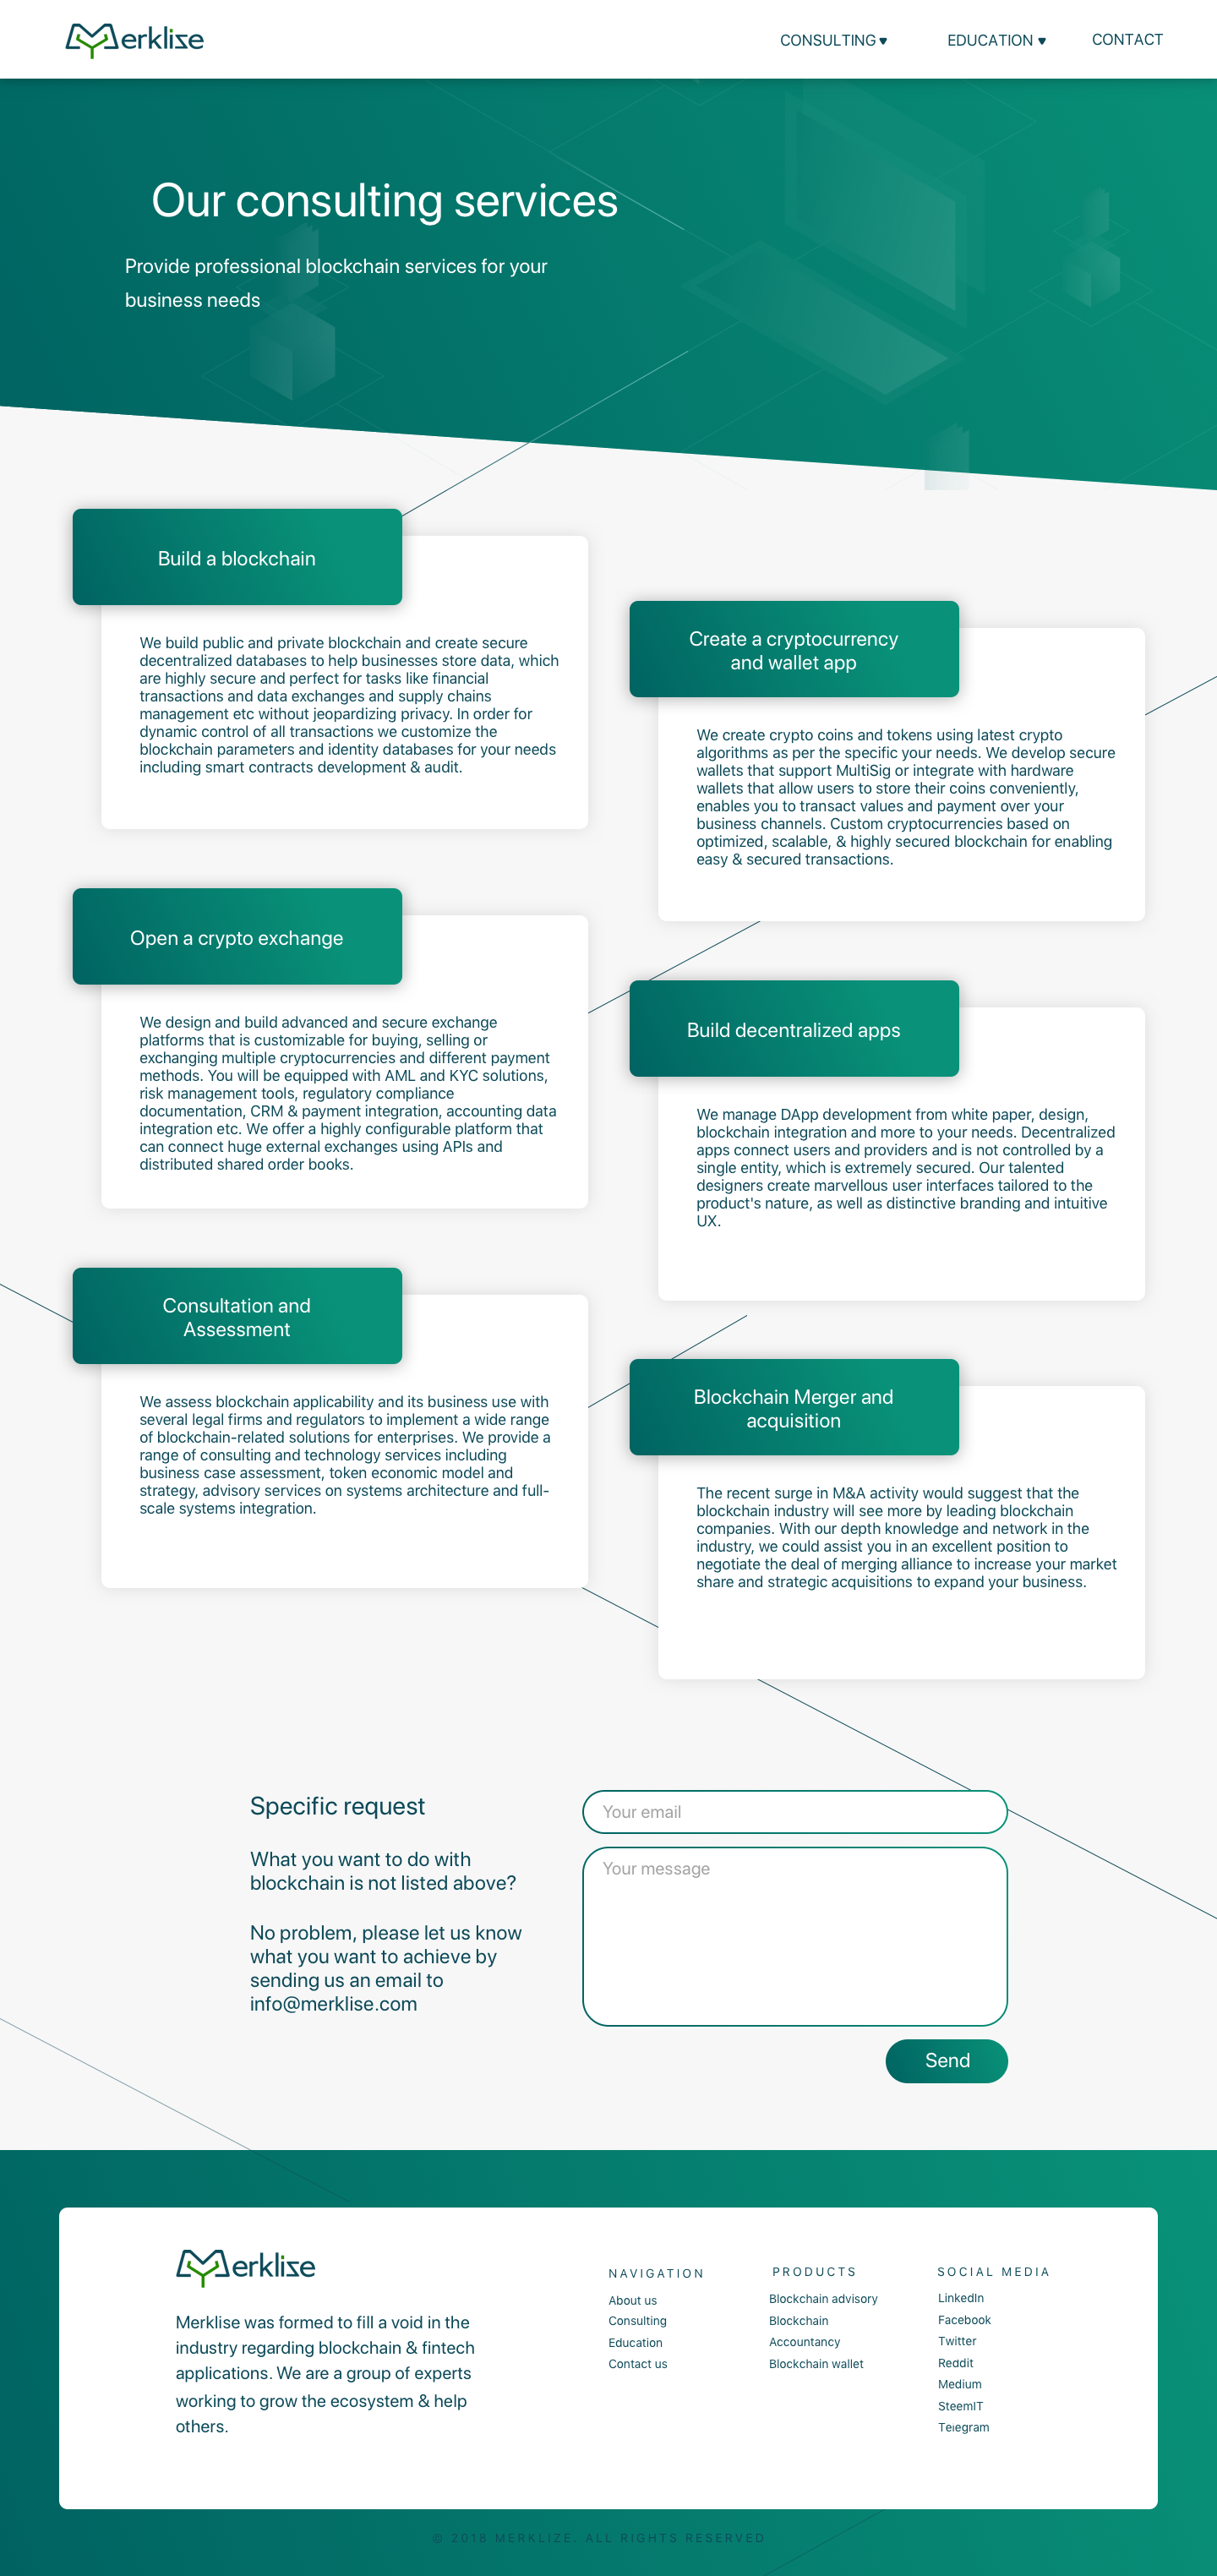 Merklise
CONSULTING
EDUCATION
CONTACT
Our consulting services
Provide professional blockchain services for your
business needs
Build a blockchain
We build public and private blockchain and create secure
decentralized databases to help businesses store data, which
are highly secure and perfect for tasks like financial
transactions and data exchanges and supply chains
management etc without jeopardizing privacy. In order for
dynamic control of all transactions we customize the
blockchain parameters and identity databases for your needs
including smart contracts development & audit.
Create a cryptocurrency
and wallet app
We create crypto coins and tokens using latest crypto
algorithms as per the specific your needs. We develop secure
wallets that support MultiSig or integrate with hardware
wallets that allow users to store their coins conveniently,
enables you to transact values and payment over your
business channels. Custom cryptocurrencies based on
optimized, scalable, & highly secured blockchain for enabling
easy & secured transactions.
Open a crypto exchange
We design and build advanced and secure exchange
platforms that is customizable for buying, selling or
exchanging multiple cryptocurrencies and different payment
methods. You will be equipped with AML and KYC solutions,
risk management tools, regulatory compliance
documentation, CRM & payment integration, accounting data
integration etc. We offer a highly configurable platform that
can connect huge external exchanges using APIs and
distributed shared order books.
Build decentralized apps
We manage DApp development from white paper, design,
blockchain integration and more to your needs. Decentralized
apps connect users and providers and is not controlled by a
single entity, which is extremely secured. Our talented
designers create marvellous user interfaces tailored to the
product's nature, as well as distinctive branding and intuitive
UX.
Consultation and
Assessment
We assess blockchain applicability and its business use with
several legal firms and regulators to implement a wide range
of blockchain-related solutions for enterprises. We provide a
range of consulting and technology services including
business case assessment, token economic model and
strategy, advisory services on systems architecture and full-
scale systems integration.
Blockchain Merger and
acquisition
The recent surge in M&A activity would suggest that the
blockchain industry will see more by leading blockchain
companies. With our depth knowledge and network in the
industry, we could assist you in an excellent position to
negotiate the deal of merging alliance to increase your market
share and strategic acquisitions to expand your business.
Specific request
What you want to do with
blockchain is not listed above?
No problem, please let us know
what you want to achieve by
sending us an email to
info@merklise.com
Your email
Your message
Send
Merklise
Merklise was formed to fill a void in the
industry regarding blockchain & fintech
applications. We are a group of experts
working to grow the ecosystem & help
others.
NAVIGATION
About us
Consulting
Education
Contact us
PRODUCTS
Blockchain advisory
Blockchain
Accountancy
Blockchain wallet
SOCIAL MEDIA
LinkedIn
Facebook
Twitter
Reddit
Medium
SteemIT
Telegram
© 2018 MERKLIZE. ALL RIGHTS RESERVED